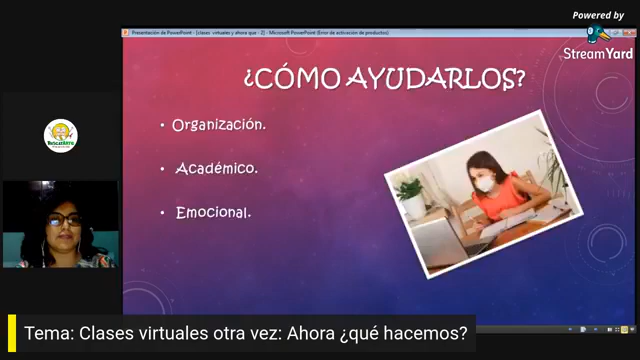 Powered by
StreamYard
Presentación de PowerPoint - [clases virtuales y ahora que - 2] - Microsoft PowerPoint (Error de activación de productos)
¿CÓMO AYUDARLOS?
• Organización.
• Académico.
• Emocional.
Tema: Clases virtuales otra vez: Ahora ¿qué hacemos?